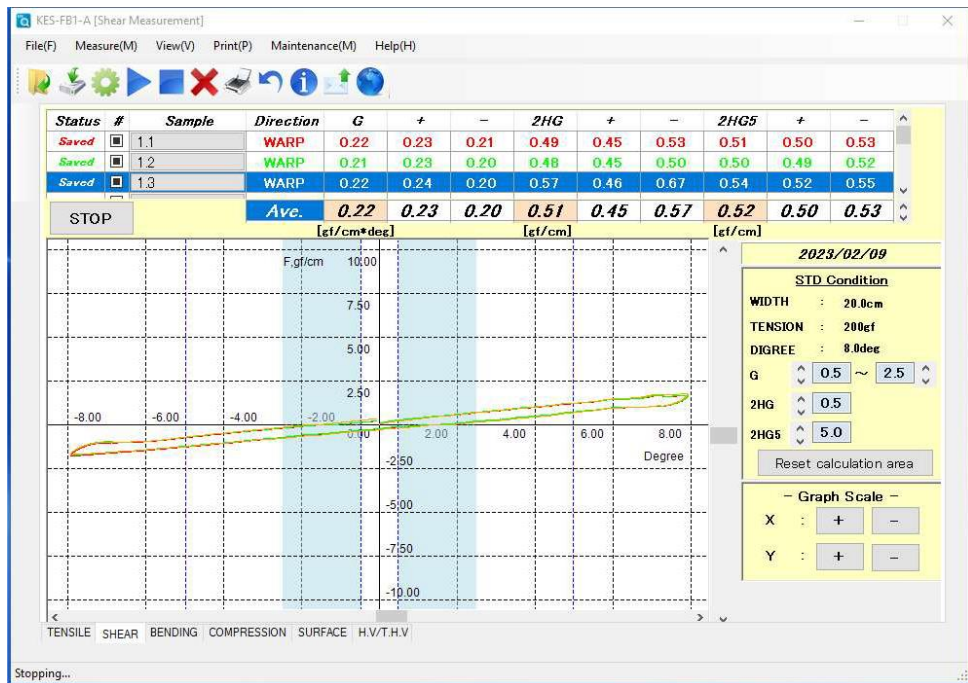 KES-FB1-A [Shear Measurement]
File(F) Measure(M) View(V) Print(P) Maintenance(M) Help(H)
Status # Sample Direction G + - 2HG + - 2HG5 + -
Saved 1.1 WARP 0.22 0.23 0.21 0.49 0.45 0.53 0.51 0.50 0.53
Saved 1.2 WARP 0.21 0.23 0.20 0.48 0.45 0.50 0.50 0.49 0.52
Saved 1.3 WARP 0.22 0.24 0.20 0.57 0.46 0.67 0.54 0.52 0.55
STOP Ave. 0.22 0.23 0.20 0.51 0.45 0.57 0.52 0.50 0.53
[gf/cm*deg] [gf/cm] [gf/cm]
F,gf/cm 10.00
7.50
5.00
2.50
-8.00 -6.00 -4.00 -2.00
0.00 2.00 4.00 6.00 8.00
Degree
-2.50
-5.00
-7.50
-10.00
2023/02/09
STD Condition
WIDTH : 20.0cm
TENSION : 200gf
DIGREE : 8.0deg
G 0.5 ~ 2.5
2HG 0.5
2HG5 5.0
Reset calculation area
- Graph Scale -
X : + -
Y : + -
TENSILE SHEAR BENDING COMPRESSION SURFACE H.V/T.H.V
Stopping...